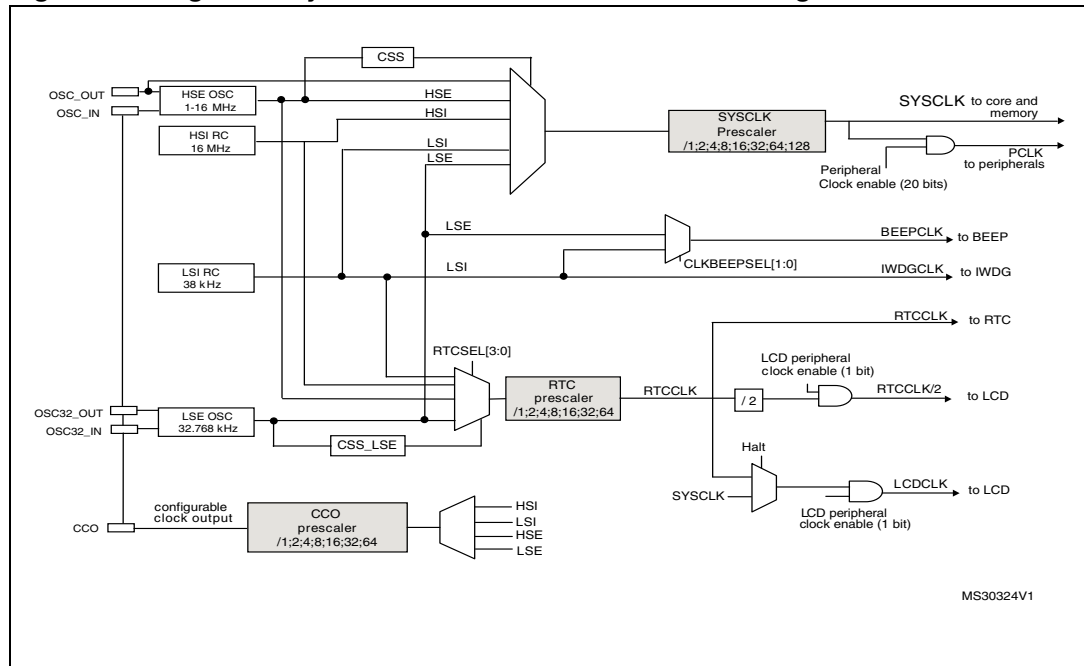 CSS
OSC_OUT
OSC_IN
HSE OSC
1-16 MHz
HSE
HSI RC
16 MHz
HSI
LSI
LSE
SYSCLK
Prescaler
/1;2;4;8;16;32;64;128
SYSCLK to core and
memory
PCLK
to peripherals
Peripheral
Clock enable (20 bits)
LSE
BEEPCLK to BEEP
CLKBEEPSEL[1:0]
LSI RC
38 kHz
LSI
IWDGCLK to IWDG
RTCCLK to RTC
RTCSEL[3:0]
LCD peripheral
clock enable (1 bit)
RTC
prescaler
/1;2;4;8;16;32;64
RTCCLK
/ 2
RTCCLK/2 to LCD
OSC32_OUT
OSC32_IN
LSE OSC
32.768 kHz
CSS_LSE
Halt
SYSCLK
LCDCLK to LCD
LCD peripheral
clock enable (1 bit)
CCO
configurable
clock output
CCO
prescaler
/1;2;4;8;16;32;64
HSI
LSI
HSE
LSE
MS30324V1